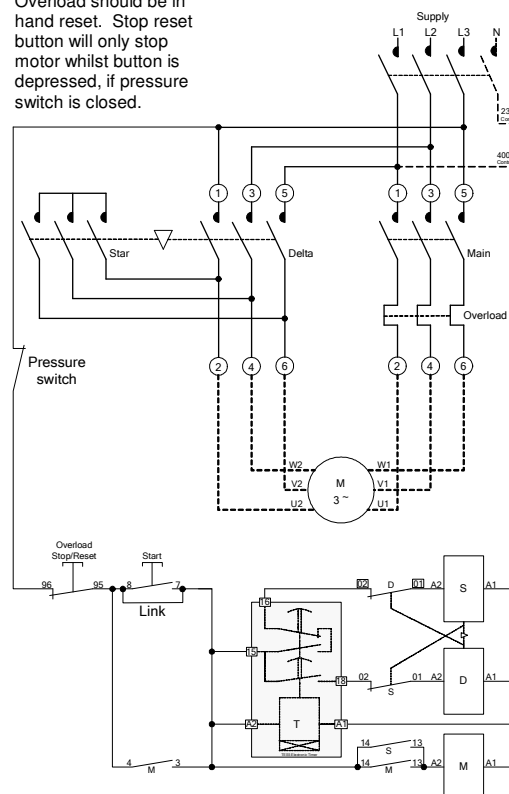 Overload should be in
hand reset. Stop reset
button will only stop
motor whilst button is
depressed, if pressure
switch is closed.
Supply
L1 L2 L3 N
23
400
1 3 5 1 3 5
Star Delta Main
Overload
Pressure
switch
2 4 6 2 4 6
W2 W1
M
V2 V1
3 ~
U2 U1
Overload
Stop/Reset Start
96 95 8 7
Link
16 02 D 01 A2 S A1
15
18 02 01 A2 D A1
S
A2 T A1
14 13
S
4 3 14 13 A2 M A1
M M